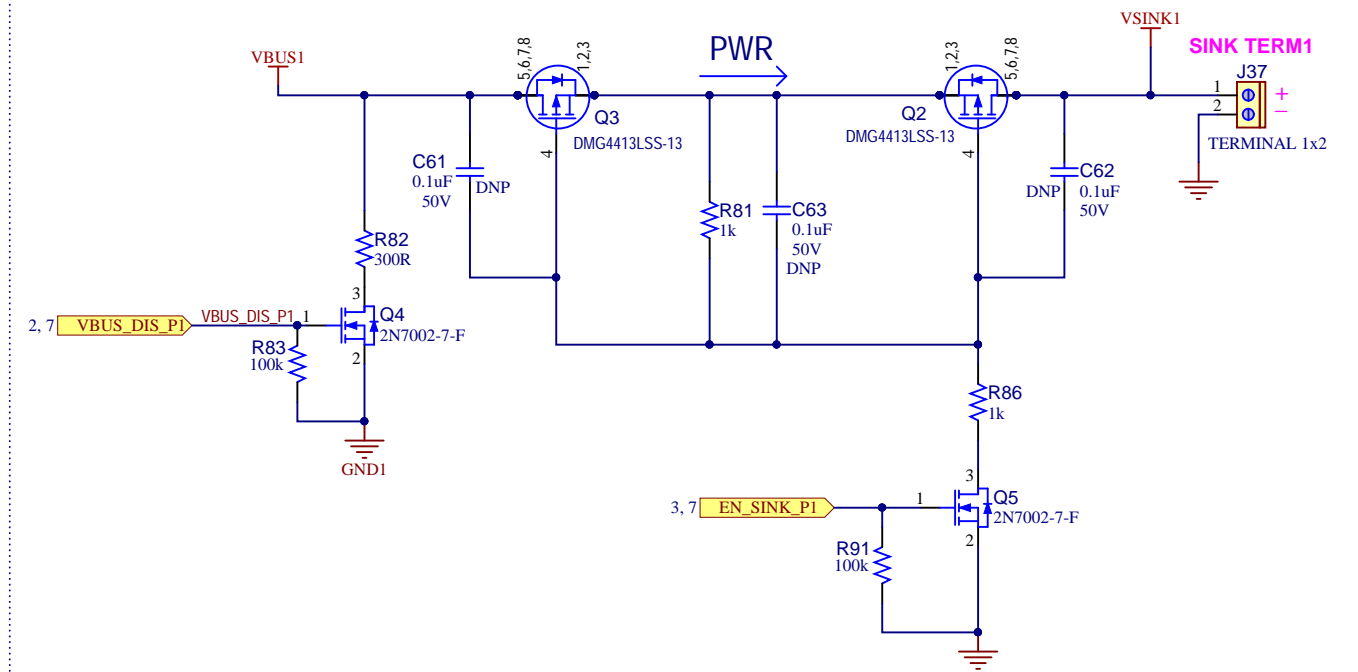 VBUS1
5,6,7,8
1,2,3
Q3
DMG4413LSS-13
4
PWR
1,2,3
5,6,7,8
Q2
DMG4413LSS-13
4
VSINK1
SINK TERM1
J37
1
2
+
−
TERMINAL 1x2
C61
0.1uF
50V
DNP
R81
1k
C63
0.1uF
50V
DNP
C62
0.1uF
50V
DNP
R82
300R
2, 7
VBUS_DIS_P1
VBUS_DIS_P1
1
3
2
Q4
2N7002-7-F
R83
100k
GND1
R86
1k
3, 7
EN_SINK_P1
1
3
2
Q5
2N7002-7-F
R91
100k